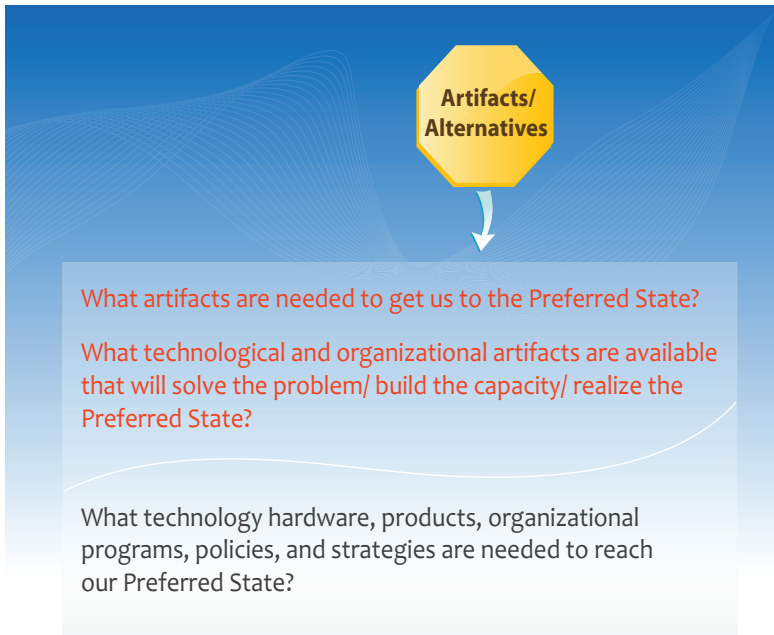 Artifacts/
Alternatives
What artifacts are needed to get us to the Preferred State?
What technological and organizational artifacts are available
that will solve the problem/ build the capacity/ realize the
Preferred State?
What technology hardware, products, organizational
programs, policies, and strategies are needed to reach
our Preferred State?